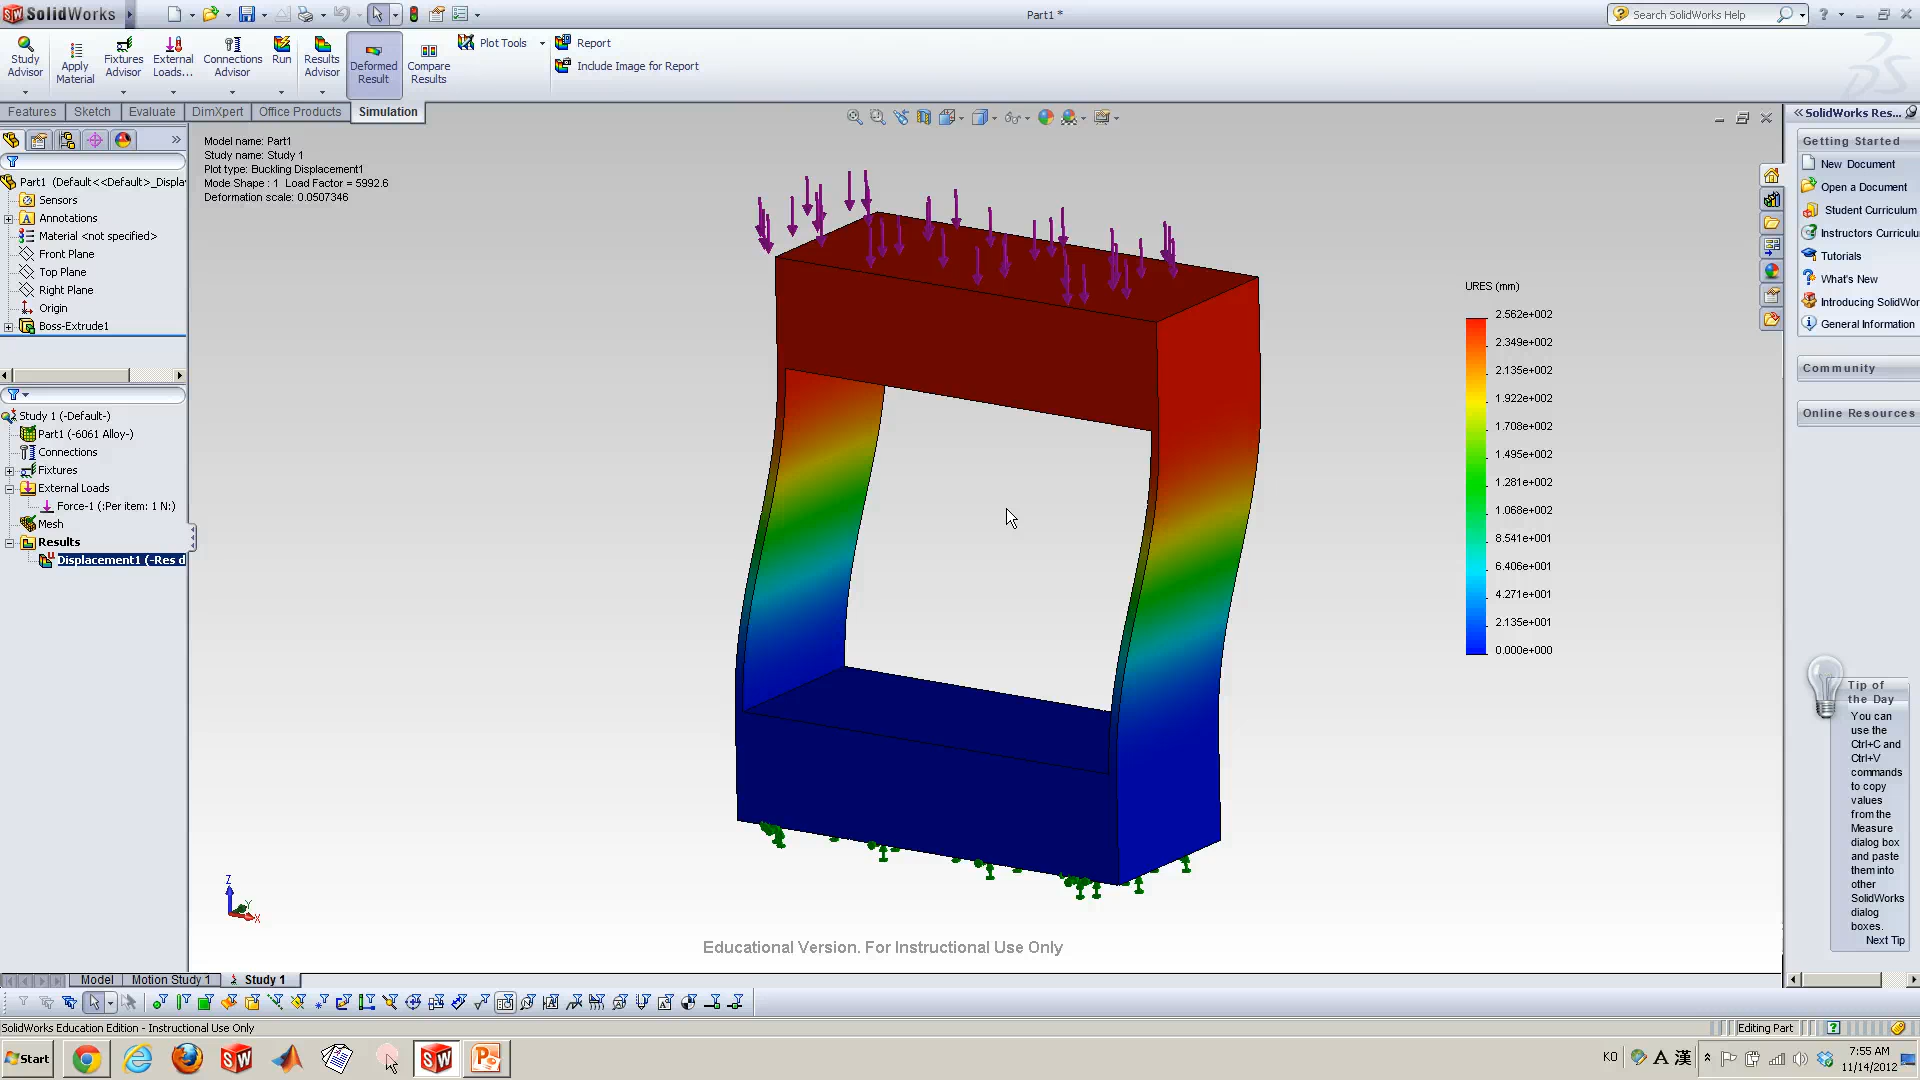 SolidWorks
Part1 *
Search SolidWorks Help
Study Advisor
Apply Material
Fixtures Advisor
External Loads...
Connections Advisor
Run
Results Advisor
Deformed Result
Compare Results
Plot Tools
Report
Include Image for Report
Features
Sketch
Evaluate
DimXpert
Office Products
Simulation
Part1 (Default<<Default>_Displa
Sensors
Annotations
Material <not specified>
Front Plane
Top Plane
Right Plane
Origin
Boss-Extrude1
Study 1 (-Default-)
Part1 (-6061 Alloy-)
Connections
Fixtures
External Loads
Force-1 (:Per item: 1 N:)
Mesh
Results
Displacement1 (-Res d
Model name: Part1
Study name: Study 1
Plot type: Buckling Displacement1
Mode Shape : 1 Load Factor = 5992.6
Deformation scale: 0.0507346
URES (mm)
2.562e+002
2.349e+002
2.135e+002
1.922e+002
1.708e+002
1.495e+002
1.281e+002
1.068e+002
8.541e+001
6.406e+001
4.271e+001
2.135e+001
0.000e+000
Z
Y
X
Educational Version. For Instructional Use Only
SolidWorks Res...
Getting Started
New Document
Open a Document
Student Curriculum
Instructors Curriculu
Tutorials
What's New
Introducing SolidWor
General Information
Community
Online Resources
Tip of
the Day
You can
use the
Ctrl+C and
Ctrl+V
commands
to copy
values
from the
Measure
dialog box
and paste
them into
other
SolidWorks
dialog
boxes.
Next Tip
Model
Motion Study 1
Study 1
SolidWorks Education Edition - Instructional Use Only
Editing Part
Start
KO
A 漢
7:55 AM
11/14/2012